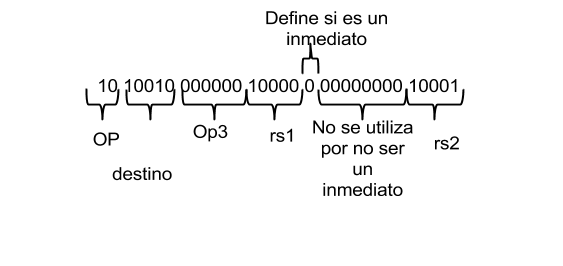 Define si es un
inmediato
10 10010 000000 10000 0 00000000 10001
OP
destino
Op3
rs1
No se utiliza
por no ser
un
inmediato
rs2